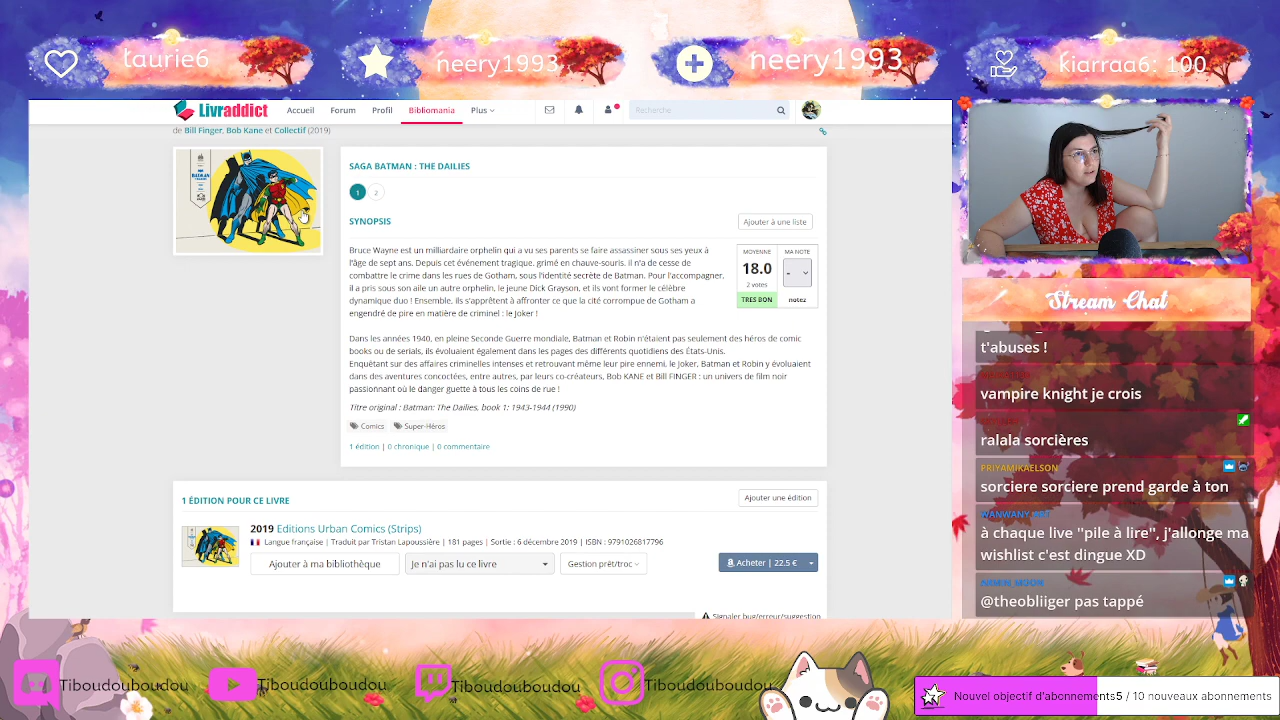 taurie6
neery1993
neery1993
kiarraa6: 100
Livraddict
Accueil
Forum
Profil
Bibliomania
Plus
Recherche
de Bill Finger, Bob Kane et Collectif (2019)
SAGA BATMAN : THE DAILIES
1
2
SYNOPSIS
Ajouter à une liste
Bruce Wayne est un milliardaire orphelin qui a vu ses parents se faire assassiner sous ses yeux à
l'âge de sept ans. Depuis cet événement tragique, grimé en chauve-souris, il n'a de cesse de
combattre le crime dans les rues de Gotham, sous l'identité secrète de Batman. Pour l'accompagner,
il a pris sous son aile un autre orphelin, le jeune Dick Grayson, et ils vont former le célèbre
dynamique duo ! Ensemble, ils s'apprêtent à affronter ce que la cité corrompue de Gotham a
engendré de pire en matière de criminel : le Joker !
MOYENNE
18.0
2 votes
TRES BON
MA NOTE
-
notez
Dans les années 1940, en pleine Seconde Guerre mondiale, Batman et Robin n'étaient pas seulement des héros de comic
books ou de serials, ils évoluaient également dans les pages des différents quotidiens des États-Unis.
Enquêtant sur des affaires criminelles intenses et retrouvant même leur pire ennemi, le Joker, Batman et Robin y évoluaient
dans des aventures concoctées, entre autres, par leurs co-créateurs, Bob KANE et Bill FINGER : un univers de film noir
passionnant où le danger guette à tous les coins de rue !
Titre original : Batman: The Dailies, book 1: 1943-1944 (1990)
Comics
Super-Héros
1 édition | 0 chronique | 0 commentaire
1 ÉDITION POUR CE LIVRE
Ajouter une édition
2019 Editions Urban Comics (Strips)
Langue française | Traduit par Tristan Lapoussière | 181 pages | Sortie : 6 décembre 2019 | ISBN : 9791026817796
Ajouter à ma bibliothèque
Je n'ai pas lu ce livre
Gestion prêt/troc
Acheter | 22.5 €
Signaler bug/erreur/suggestion
Stream Chat
t'abuses !
vampire knight je crois
ralala sorcières
PRIYAMIKAELSON
sorciere sorciere prend garde à ton
à chaque live "pile à lire", j'allonge ma
wishlist c'est dingue XD
@theobliiger pas tappé
Tiboudouboudou
Tiboudouboudou
Tiboudouboudou
Tiboudouboudou
Nouvel objectif d'abonnements5 / 10 nouveaux abonnements